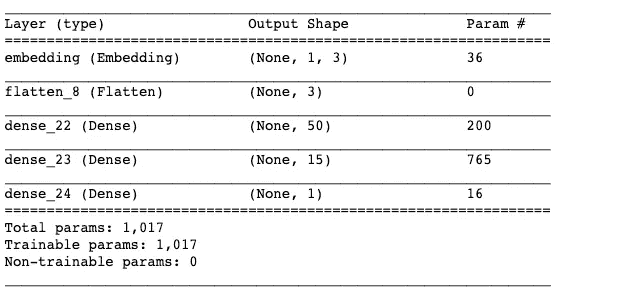 Layer (type) Output Shape Param #
embedding (Embedding) (None, 1, 3) 36
flatten_8 (Flatten) (None, 3) 0
dense_22 (Dense) (None, 50) 200
dense_23 (Dense) (None, 15) 765
dense_24 (Dense) (None, 1) 16
Total params: 1,017
Trainable params: 1,017
Non-trainable params: 0